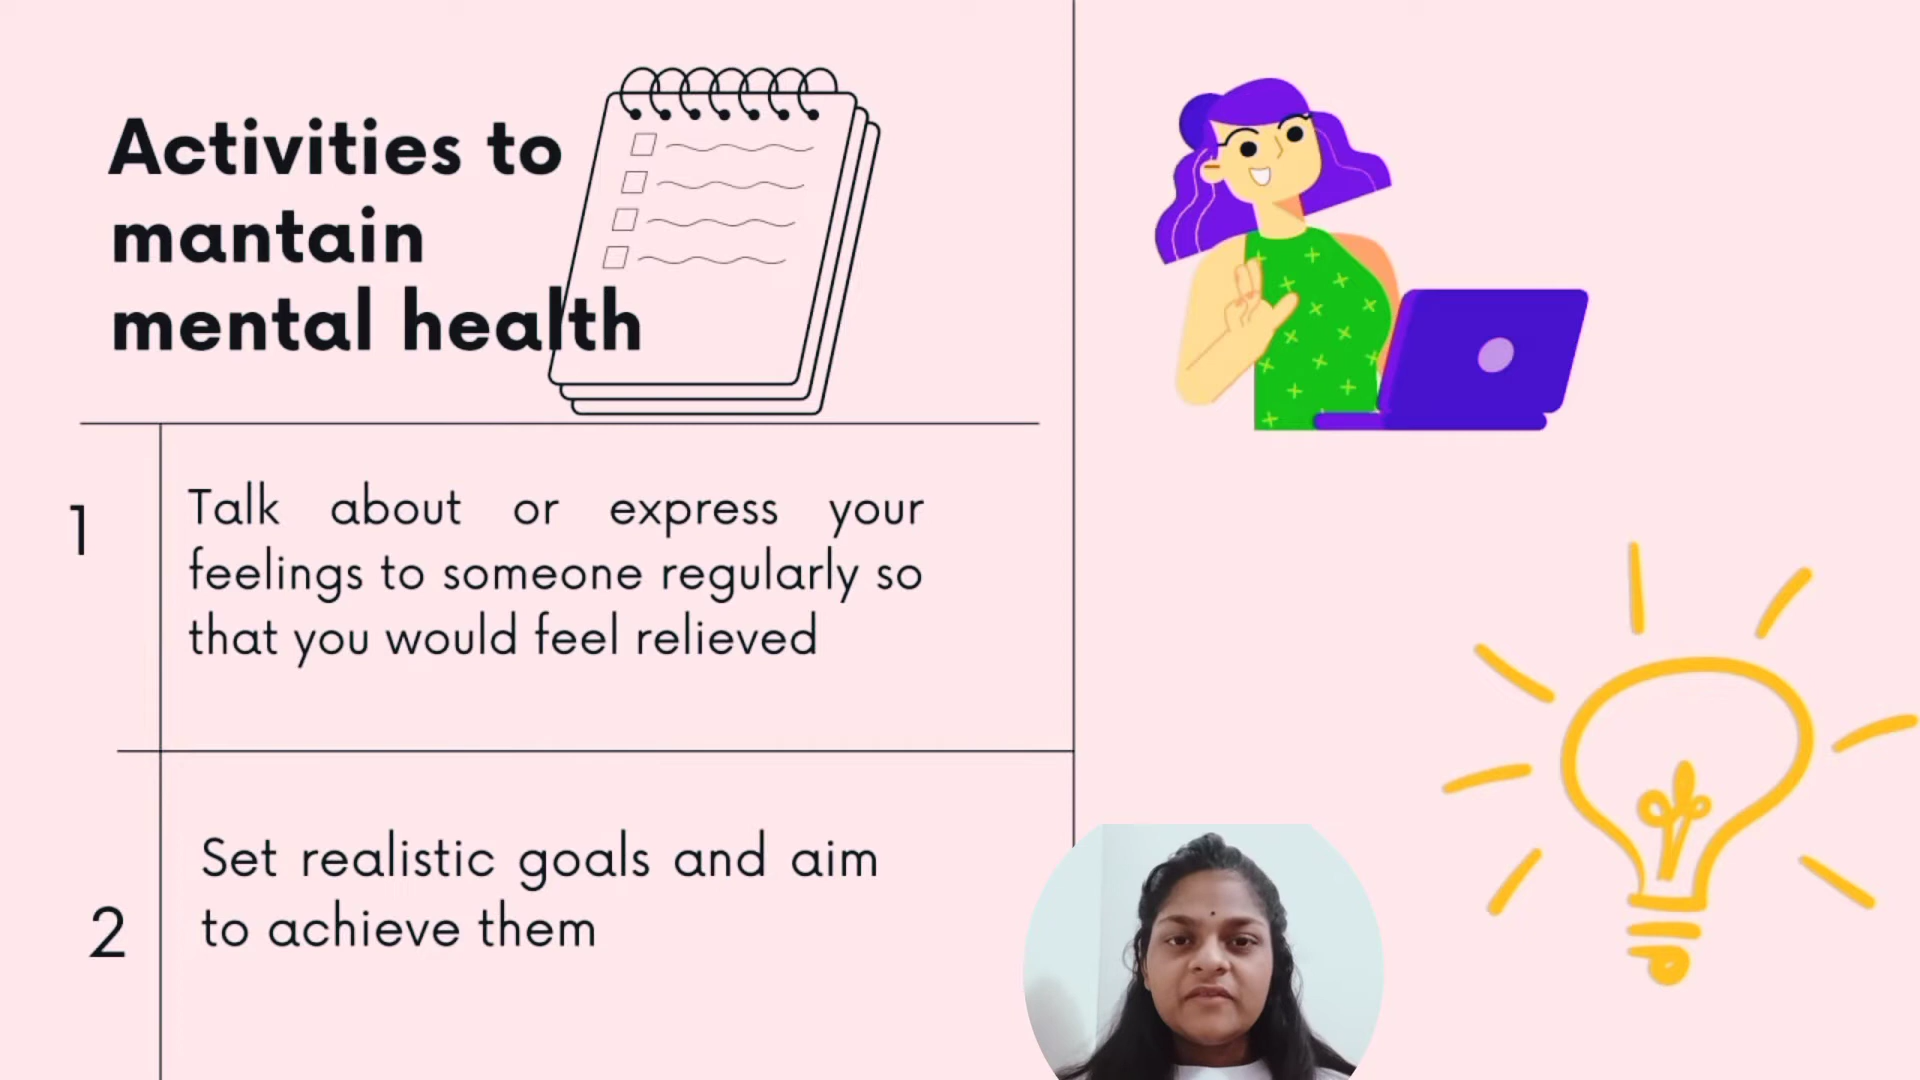 Activities to
mantain
mental health
1
Talk about or express your
feelings to someone regularly so
that you would feel relieved
2
Set realistic goals and aim
to achieve them